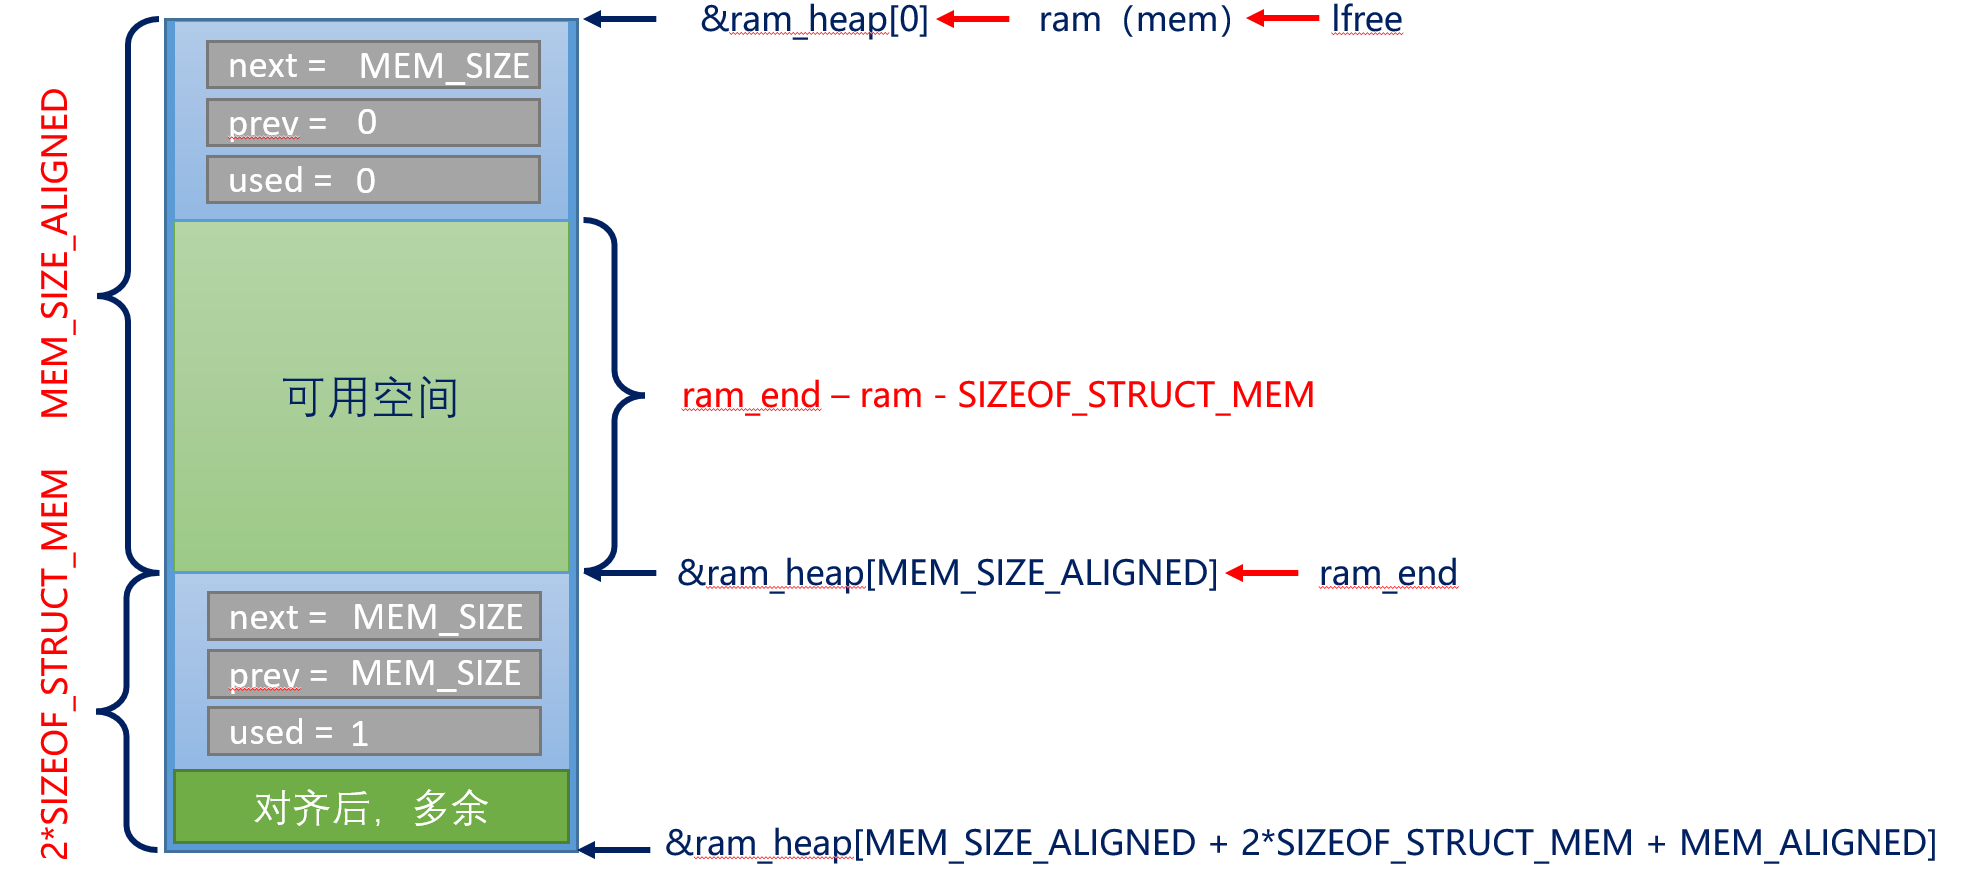 &ram_heap[0]
ram（mem）
lfree
next = MEM_SIZE
prev = 0
used = 0
MEM_SIZE_ALIGNED
可用空间
ram_end – ram - SIZEOF_STRUCT_MEM
&ram_heap[MEM_SIZE_ALIGNED]
ram_end
next = MEM_SIZE
prev = MEM_SIZE
used = 1
2*SIZEOF_STRUCT_MEM
对齐后，多余
&ram_heap[MEM_SIZE_ALIGNED + 2*SIZEOF_STRUCT_MEM + MEM_ALIGNED]